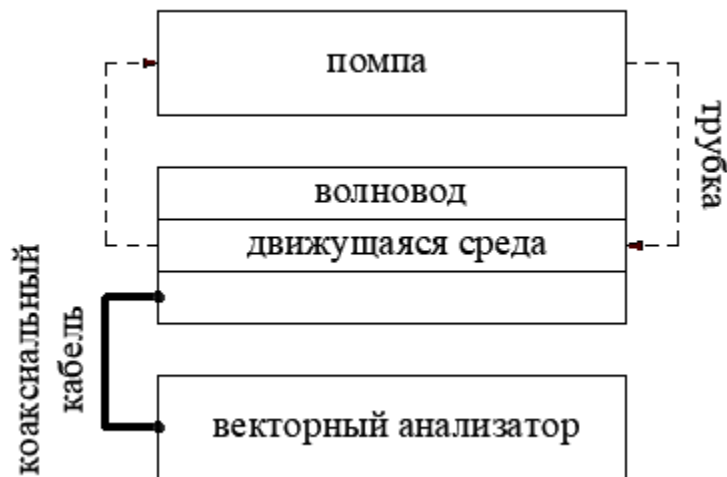 помпа
трубка
волновод
движущаяся среда
коаксиальный
кабель
векторный анализатор